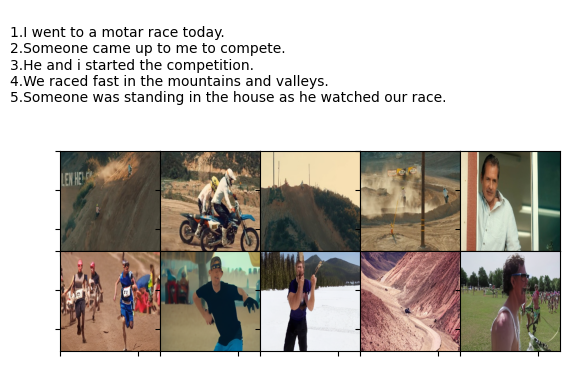 1.I went to a motar race today.
2.Someone came up to me to compete.
3.He and i started the competition.
4.We raced fast in the mountains and valleys.
5.Someone was standing in the house as he watched our race.
LEN HEL